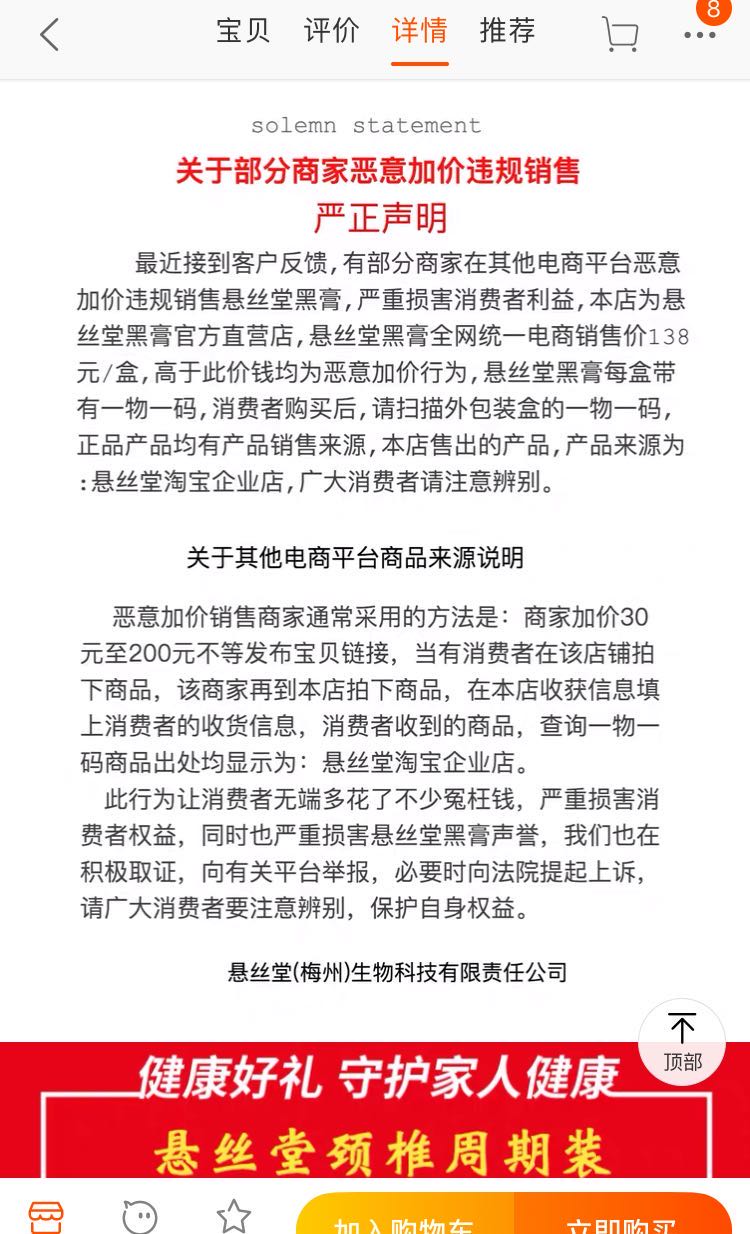 宝贝 评价 详情 推荐 8
solemn statement
关于部分商家恶意加价违规销售
严正声明
最近接到客户反馈,有部分商家在其他电商平台恶意
加价违规销售悬丝堂黑膏,严重损害消费者利益,本店为悬
丝堂黑膏官方直营店,悬丝堂黑膏全网统一电商销售价138
元/盒,高于此价钱均为恶意加价行为,悬丝堂黑膏每盒带
有一物一码,消费者购买后,请扫描外包装盒的一物一码,
正品产品均有产品销售来源,本店售出的产品,产品来源为
:悬丝堂淘宝企业店,广大消费者请注意辨别。
关于其他电商平台商品来源说明
恶意加价销售商家通常采用的方法是：商家加价30
元至200元不等发布宝贝链接，当有消费者在该店铺拍
下商品，该商家再到本店拍下商品，在本店收获信息填
上消费者的收货信息，消费者收到的商品，查询一物一
码商品出处均显示为：悬丝堂淘宝企业店。
此行为让消费者无端多花了不少冤枉钱，严重损害消
费者权益，同时也严重损害悬丝堂黑膏声誉，我们也在
积极取证，向有关平台举报，必要时向法院提起上诉，
请广大消费者要注意辨别，保护自身权益。
悬丝堂(梅州)生物科技有限责任公司
顶部
健康好礼 守护家人健康
悬丝堂颈椎周期装
加入购物车 立即购买